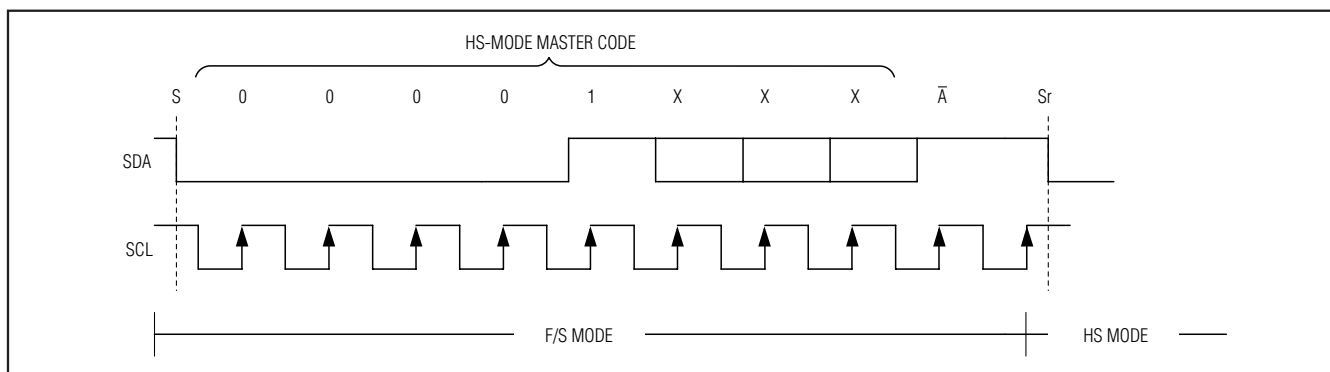 HS-MODE MASTER CODE
S 0 0 0 0 1 X X X A̅ Sr
SDA
SCL
F/S MODE HS MODE